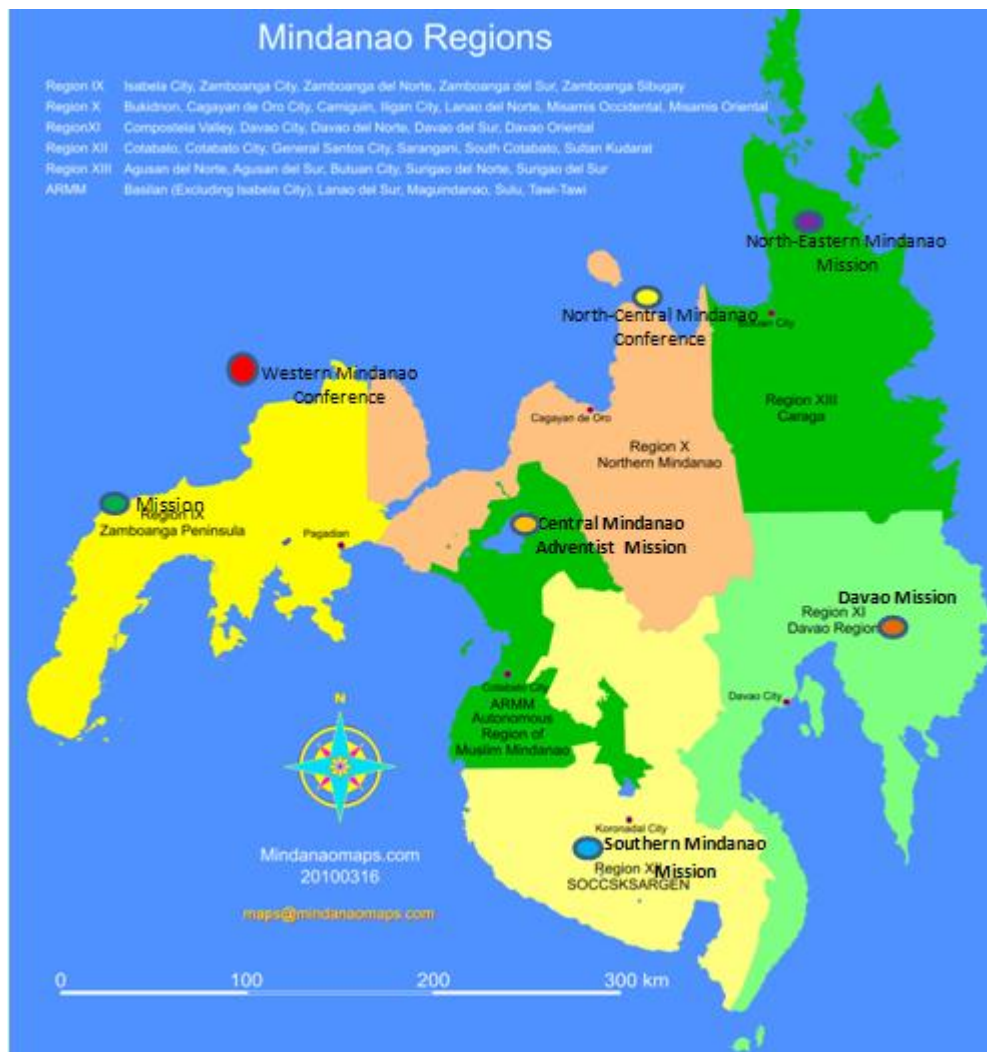 Mindanao Regions
Region IX Isabela City, Zamboanga City, Zamboanga del Norte, Zamboanga del Sur, Zamboanga Sibugay
Region X Bukidnon, Cagayan de Oro City, Camiguin, Iligan City, Lanao del Norte, Misamis Occidental, Misamis Oriental
RegionXI Compostela Valley, Davao City, Davao del Norte, Davao del Sur, Davao Oriental
Region XII Cotabato, Cotabato City, General Santos City, Sarangani, South Cotabato, Sultan Kudarat
Region XIII Agusan del Norte, Agusan del Sur, Butuan City, Surigao del Norte, Surigao del Sur
ARMM Basilan (Excluding Isabela City), Lanao del Sur, Maguindanao, Sulu, Tawi-Tawi
North-Eastern Mindanao
Mission
North-Central Mindanao
Conference
Butuan City
Western Mindanao
Conference
Region XIII
Caraga
Cagayan de Oro
Region X
Northern Mindanao
Mission
Region IX
Zamboanga Peninsula
Pagadian
Central Mindanao
Adventist Mission
Davao Mission
Region XI
Davao Region
Cotabato City
Davao City
ARMM
Autonomous
Region of
Muslim Mindanao
N
Koronadal City
Southern Mindanao
Mission
Region XII
SOCCSKSARGEN
Mindanaomaps.com
20100316
maps@mindanaomaps.com
0 100 200 300 km